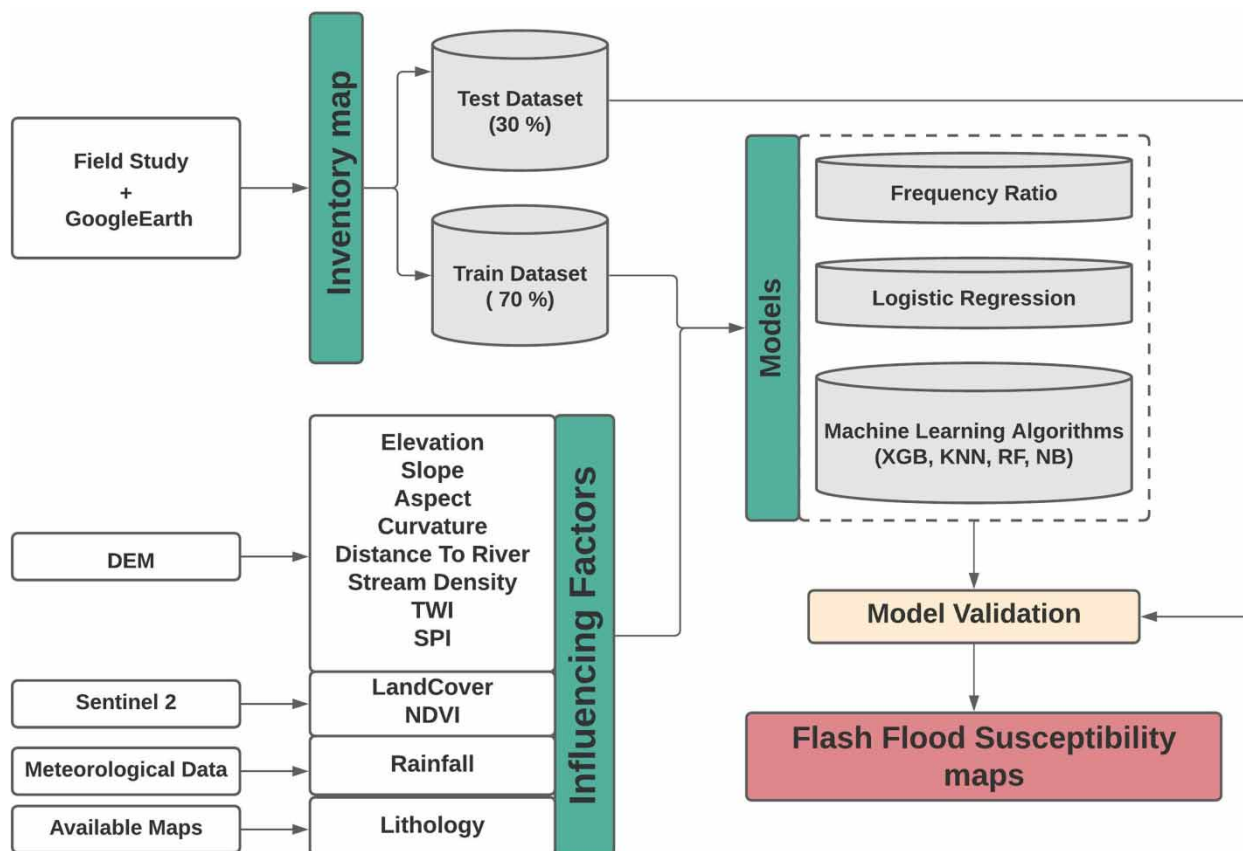 Field Study
+
GoogleEarth
Inventory map
Test Dataset
(30 %)
Train Dataset
( 70 %)
Models
Frequency Ratio
Logistic Regression
Machine Learning Algorithms
(XGB, KNN, RF, NB)
DEM
Elevation
Slope
Aspect
Curvature
Distance To River
Stream Density
TWI
SPI
Sentinel 2
LandCover
NDVI
Meteorological Data
Rainfall
Available Maps
Lithology
Influencing Factors
Model Validation
Flash Flood Susceptibility
maps